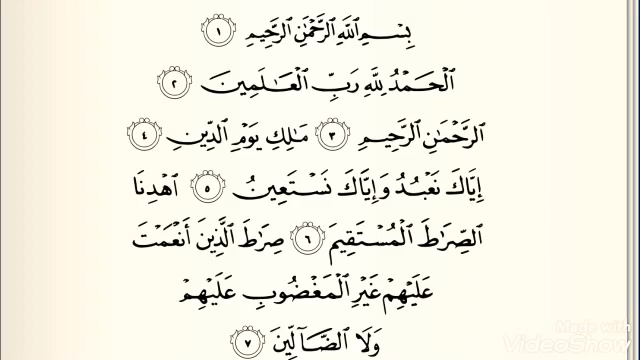 بِسْمِ ٱللَّهِ ٱلرَّحْمَٰنِ ٱلرَّحِيمِ ١
ٱلْحَمْدُ لِلَّهِ رَبِّ ٱلْعَـٰلَمِينَ ٢
ٱلرَّحْمَٰنِ ٱلرَّحِيمِ ٣ مَـٰلِكِ يَوْمِ ٱلدِّينِ ٤
إِيَّاكَ نَعْبُدُ وَإِيَّاكَ نَسْتَعِينُ ٥ ٱهْدِنَا
ٱلصِّرَٰطَ ٱلْمُسْتَقِيمَ ٦ صِرَٰطَ ٱلَّذِينَ أَنْعَمْتَ
عَلَيْهِمْ غَيْرِ ٱلْمَغْضُوبِ عَلَيْهِمْ
وَلَا ٱلضَّآلِّينَ ٧
Made with
VideoShow